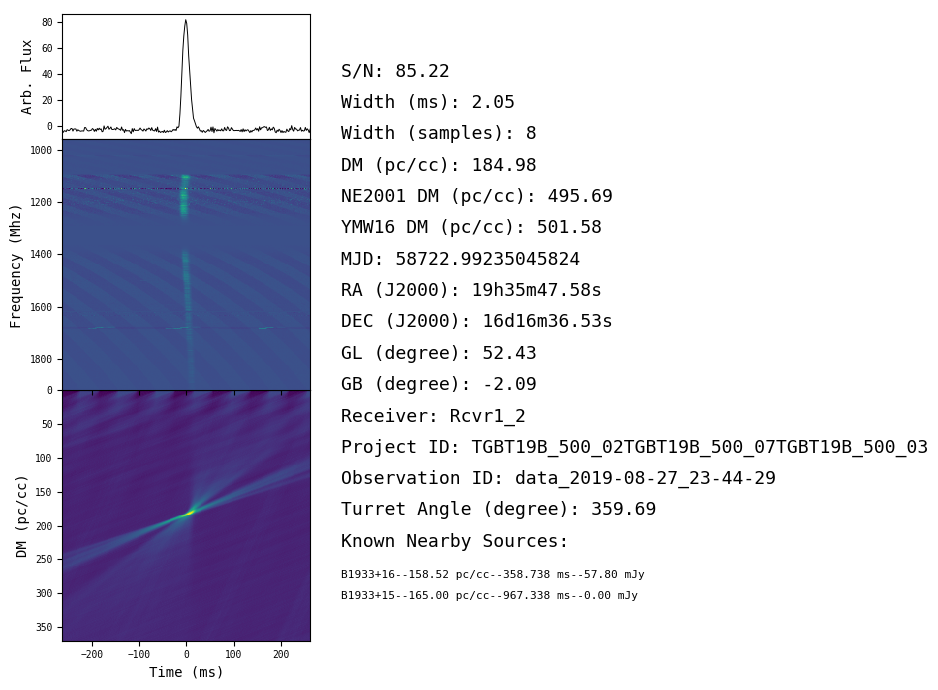 80
60
40
20
0
Arb. Flux
1000
1200
1400
1600
1800
Frequency (Mhz)
0
50
100
150
200
250
300
350
DM (pc/cc)
−200
−100
0
100
200
Time (ms)
S/N: 85.22
Width (ms): 2.05
Width (samples): 8
DM (pc/cc): 184.98
NE2001 DM (pc/cc): 495.69
YMW16 DM (pc/cc): 501.58
MJD: 58722.99235045824
RA (J2000): 19h35m47.58s
DEC (J2000): 16d16m36.53s
GL (degree): 52.43
GB (degree): -2.09
Receiver: Rcvr1_2
Project ID: TGBT19B_500_02TGBT19B_500_07TGBT19B_500_03
Observation ID: data_2019-08-27_23-44-29
Turret Angle (degree): 359.69
Known Nearby Sources:
B1933+16--158.52 pc/cc--358.738 ms--57.80 mJy
B1933+15--165.00 pc/cc--967.338 ms--0.00 mJy